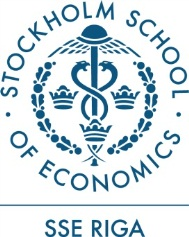 · STOCKHOLM SCHOOL ·
OF ECONOMICS
SSE RIGA